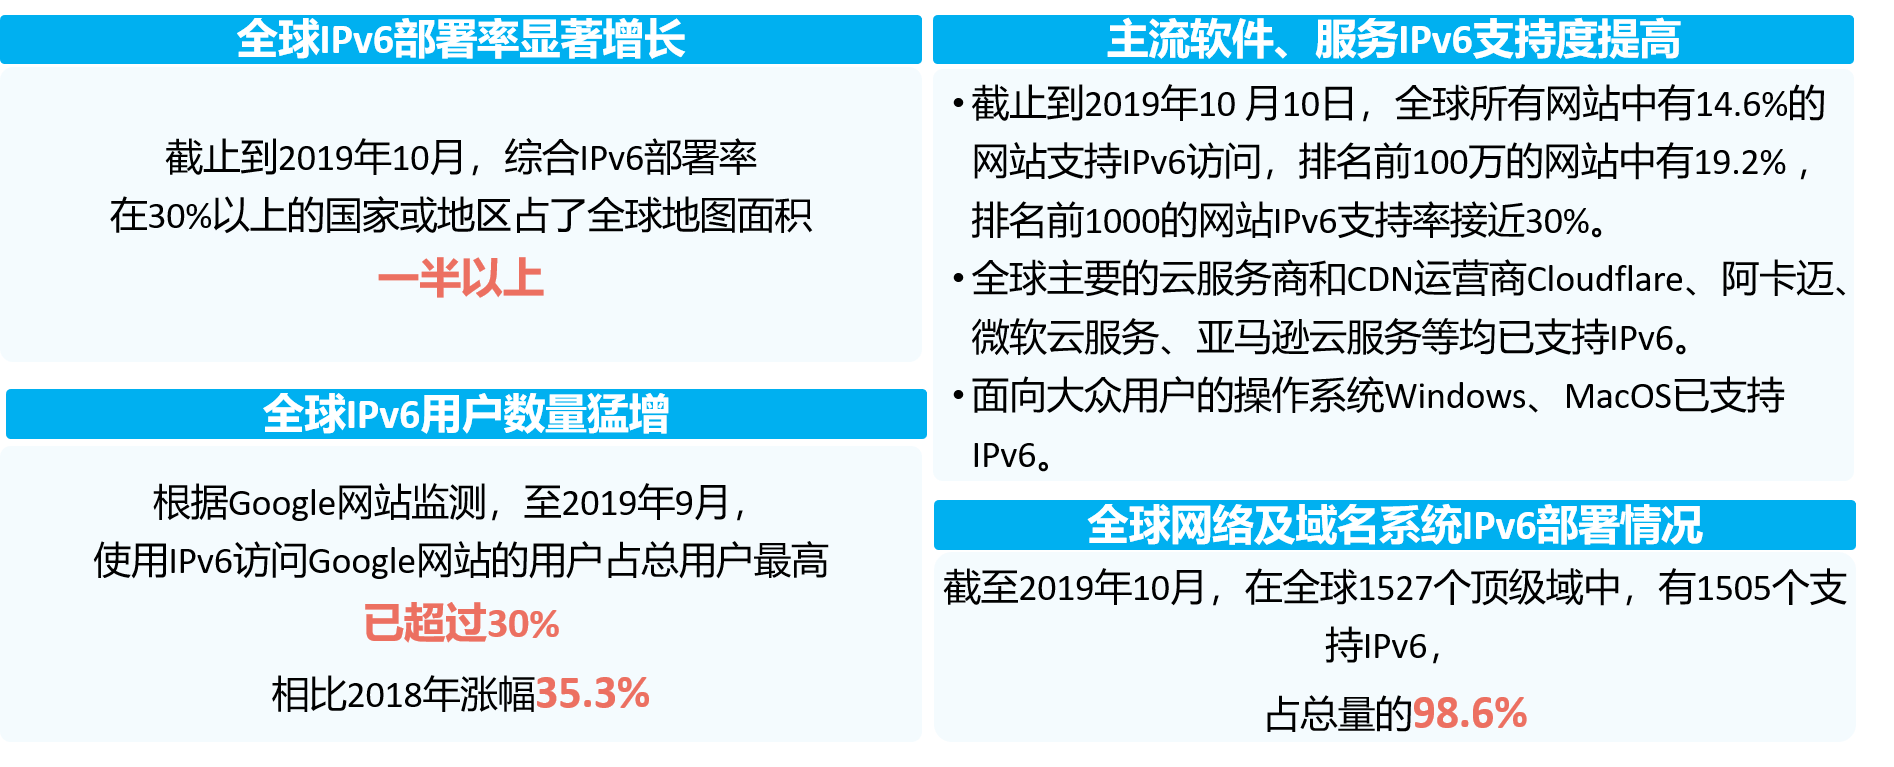 全球IPv6部署率显著增长
截止到2019年10月，综合IPv6部署率
在30%以上的国家或地区占了全球地图面积
一半以上
全球IPv6用户数量猛增
根据Google网站监测，至2019年9月，
使用IPv6访问Google网站的用户占总用户最高
已超过30%
相比2018年涨幅35.3%
主流软件、服务IPv6支持度提高
•截止到2019年10 月10日，全球所有网站中有14.6%的
网站支持IPv6访问，排名前100万的网站中有19.2%，
排名前1000的网站IPv6支持率接近30%。
•全球主要的云服务商和CDN运营商Cloudflare、阿卡迈、
微软云服务、亚马逊云服务等均已支持IPv6。
•面向大众用户的操作系统Windows、MacOS已支持
IPv6。
全球网络及域名系统IPv6部署情况
截至2019年10月，在全球1527个顶级域中，有1505个支
持IPv6，
占总量的98.6%